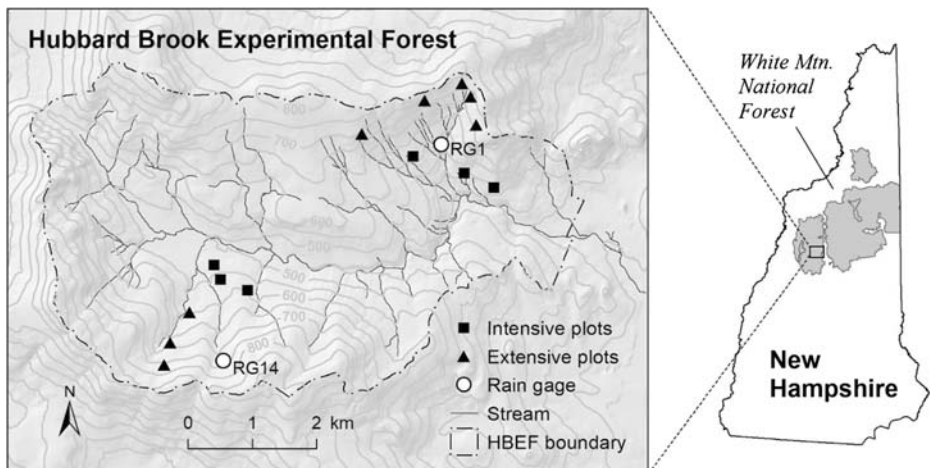 Hubbard Brook Experimental Forest
800
700
RG1
600
500
500
600
700
800
RG14
N
0 1 2 km
Intensive plots
Extensive plots
Rain gage
Stream
HBEF boundary
White Mtn.
National
Forest
New
Hampshire